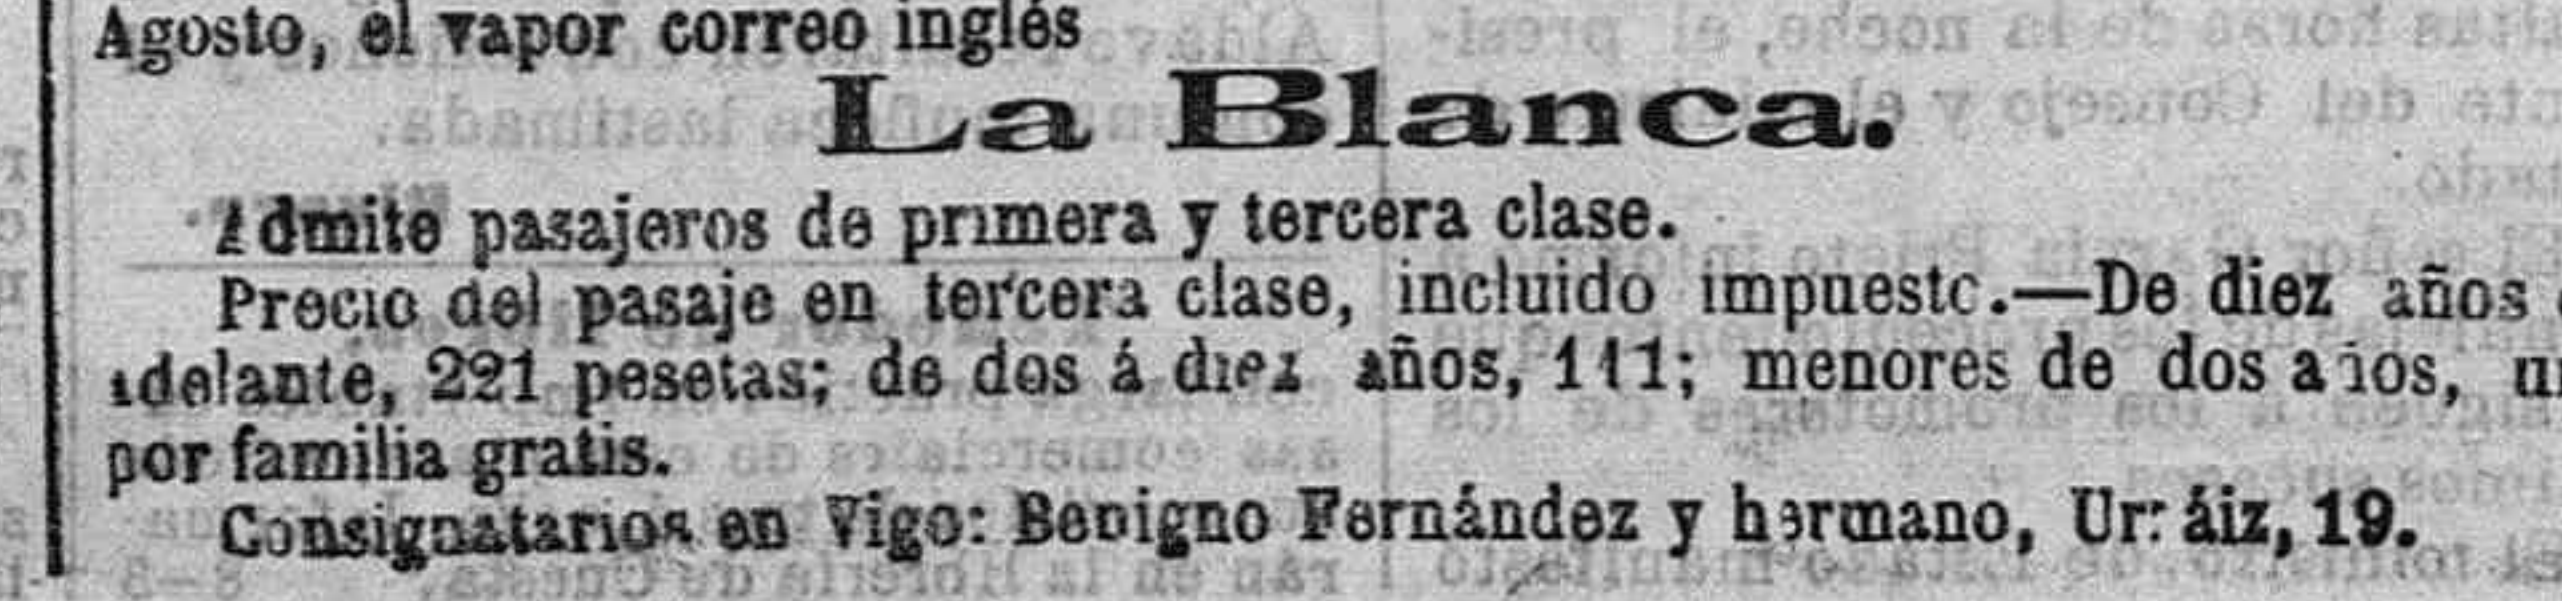 Agosto, el vapor correo inglés
La Blanca.
Admite pasajeros de primera y tercera clase.
Precio del pasaje en tercera clase, incluido impuesto.—De diez años
adelante, 221 pesetas; de dos á diez años, 111; menores de dos años,
por familia gratis.
Consignatarios en Vigo: Benigno Fernández y hermano, Urzáiz, 19.